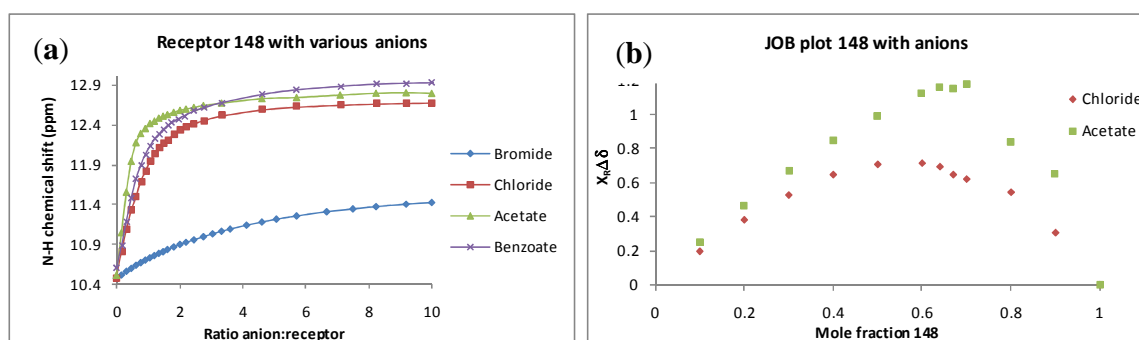 (a)
Receptor 148 with various anions
N-H chemical shift (ppm)
12.9
12.4
11.9
11.4
10.9
10.4
0
2
4
6
8
10
Ratio anion:receptor
Bromide
Chloride
Acetate
Benzoate
(b)
JOB plot 148 with anions
XRΔδ
1.2
1
0.8
0.6
0.4
0.2
0
0
0.2
0.4
0.6
0.8
1
Mole fraction 148
Chloride
Acetate